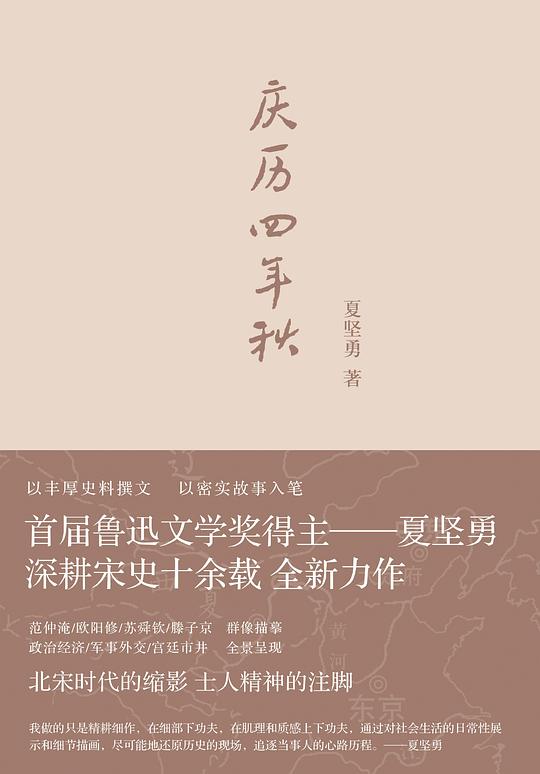 庆历四年秋
夏坚勇 著
以丰厚史料撰文 以密实故事入笔
首届鲁迅文学奖得主——夏坚勇
深耕宋史十余载 全新力作
范仲淹/欧阳修/苏舜钦/滕子京 群像描摹
政治经济/军事外交/宫廷市井 全景呈现
北宋时代的缩影 士人精神的注脚
我做的只是精耕细作，在细部下功夫，在肌理和质感上下功夫，通过对社会生活的日常性展
示和细节描画，尽可能地还原历史的现场，追逐当事人的心路历程。——夏坚勇
夏
府
黄河
东京